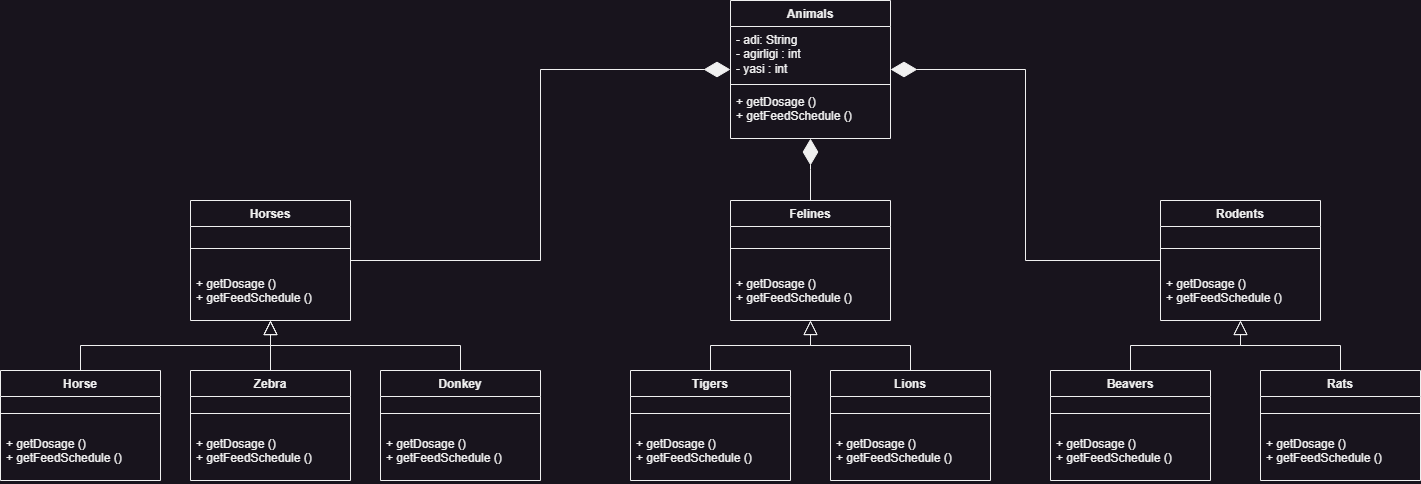 Animals
- adi: String
- agirligi : int
- yasi : int
+ getDosage ()
+ getFeedSchedule ()
Horses
+ getDosage ()
+ getFeedSchedule ()
Felines
+ getDosage ()
+ getFeedSchedule ()
Rodents
+ getDosage ()
+ getFeedSchedule ()
Horse
+ getDosage ()
+ getFeedSchedule ()
Zebra
+ getDosage ()
+ getFeedSchedule ()
Donkey
+ getDosage ()
+ getFeedSchedule ()
Tigers
+ getDosage ()
+ getFeedSchedule ()
Lions
+ getDosage ()
+ getFeedSchedule ()
Beavers
+ getDosage ()
+ getFeedSchedule ()
Rats
+ getDosage ()
+ getFeedSchedule ()